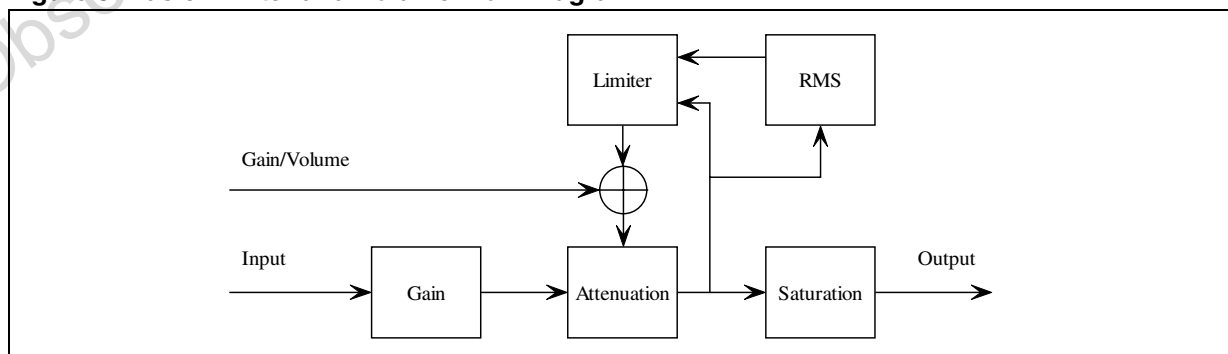 Limiter
RMS
Gain/Volume
Input
Output
Gain
Attenuation
Saturation